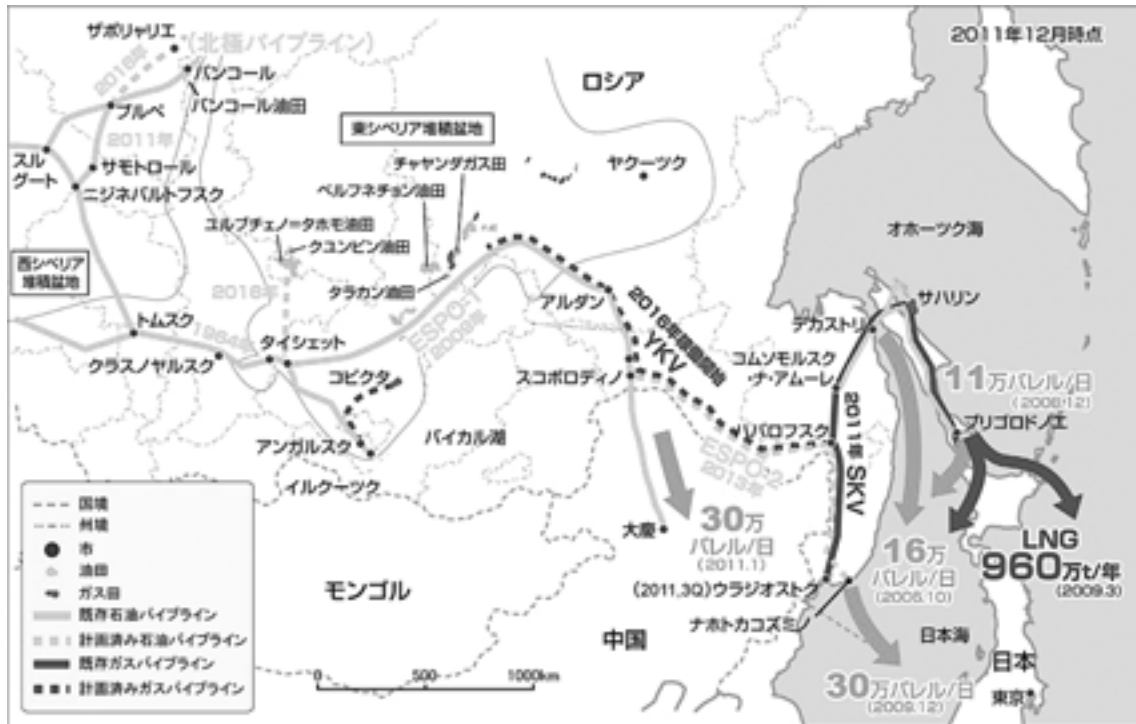 2011年12月時点
ザポリャリエ
(北極パイプライン)
2016年
バンコール
バンコール油田
プルペ
2011年
スル
グート
サモトロール
ニジネバルトフスク
西シベリア
堆積盆地
ロシア
東シベリア堆積盆地
チャヤンダガス田
ヤクーツク
ベルフネチョン油田
ユルブチェノ=タホモ油田
クユンビン油田
タラカン油田
2016年
オホーツク海
サハリン
デカストリ
アルダン
トムスク
1964年
クラスノヤルスク
タイシェット
ESPO-1
2009年
コビクタ
スコボロディノ
YKV
コムソモルスク
・ナ・アムーレ
11万バレル/日
プリゴロドノエ
アンガルスク
バイカル湖
イルクーツク
ハバロフスク
ESPO-2
2013年
2011年 SKV
大慶
30万
バレル/日
(2011.1)
16万
バレル/日
LNG
960万t/年
(2009.3)
モンゴル
(2011.3Q)ウラジオストク
ナホトカコズミノ
中国
日本海
日本
東京
30万バレル/日
(2009.12)
国境
州境
市
油田
ガス田
既存石油パイプライン
計画済み石油パイプライン
既存ガスパイプライン
計画済みガスパイプライン
0 500 1000km